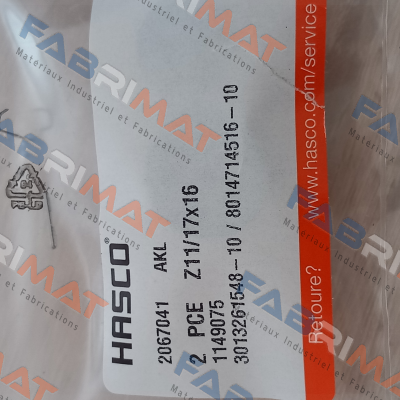 HASCO®
2067041 AKL
2 PCE Z11/17x16
1149075
3013261548-10 / 8014714516-10
Retoure?
www.hasco.com/service
FABRIMAT
Materiaux Industriel et Fabrications